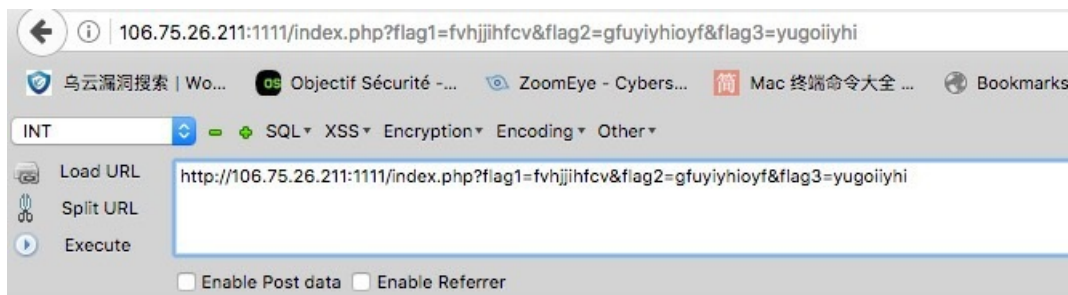 106.75.26.211:1111/index.php?flag1=fvhjjihfcv&flag2=gfuyiyhioyf&flag3=yugoiiyhi
乌云漏洞搜索 | Wo... os Objectif Sécurité -... ZoomEye - Cybers... 简 Mac 终端命令大全 ... Bookmarks
INT SQL XSS Encryption Encoding Other
Load URL http://106.75.26.211:1111/index.php?flag1=fvhjjihfcv&flag2=gfuyiyhioyf&flag3=yugoiiyhi
Split URL
Execute
Enable Post data Enable Referrer